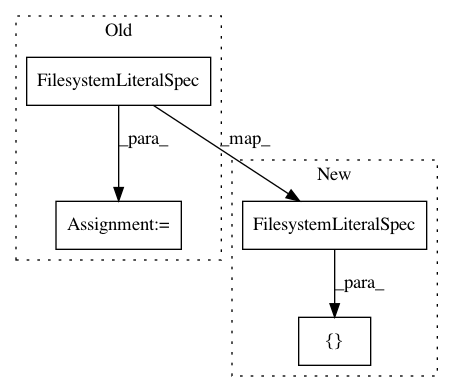 Old
FilesystemLiteralSpec
_para_
_map_
New
Assignment:=
FilesystemLiteralSpec
_para_
{}